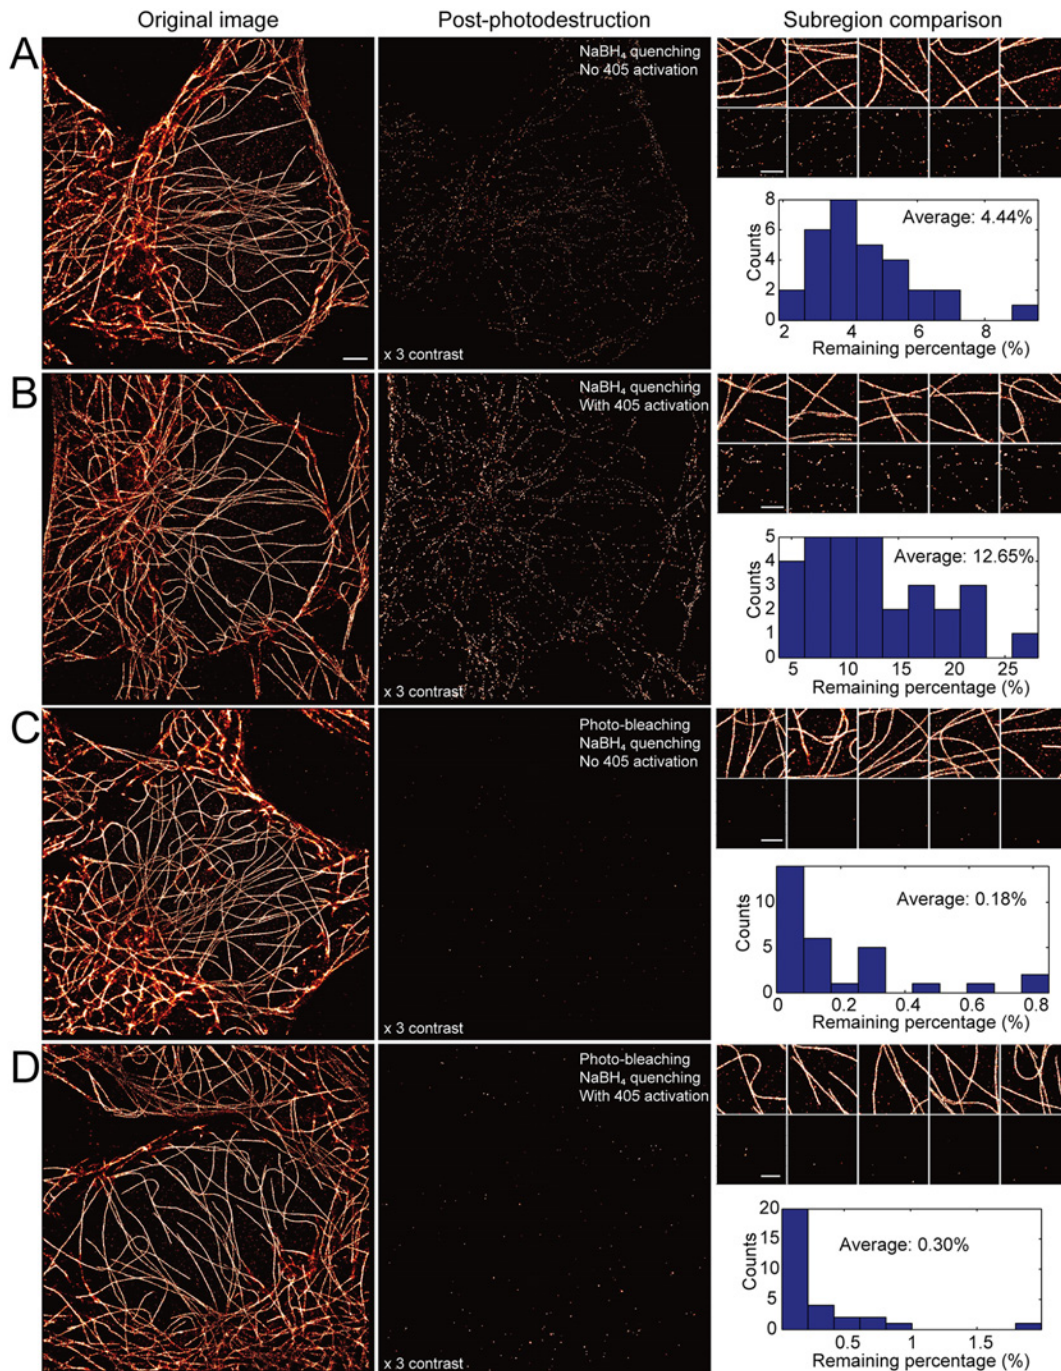 Original image
Post-photodestruction
Subregion comparison
A
NaBH₄ quenching
No 405 activation
x 3 contrast
8
6
4
2
0
Counts
Average: 4.44%
2 4 6 8
Remaining percentage (%)
B
NaBH₄ quenching
With 405 activation
x 3 contrast
5
4
3
2
1
0
Counts
Average: 12.65%
5 10 15 20 25
Remaining percentage (%)
C
Photo-bleaching
NaBH₄ quenching
No 405 activation
x 3 contrast
10
5
0
Counts
Average: 0.18%
0 0.2 0.4 0.6 0.8
Remaining percentage (%)
D
Photo-bleaching
NaBH₄ quenching
With 405 activation
x 3 contrast
20
15
10
5
0
Counts
Average: 0.30%
0.5 1 1.5
Remaining percentage (%)